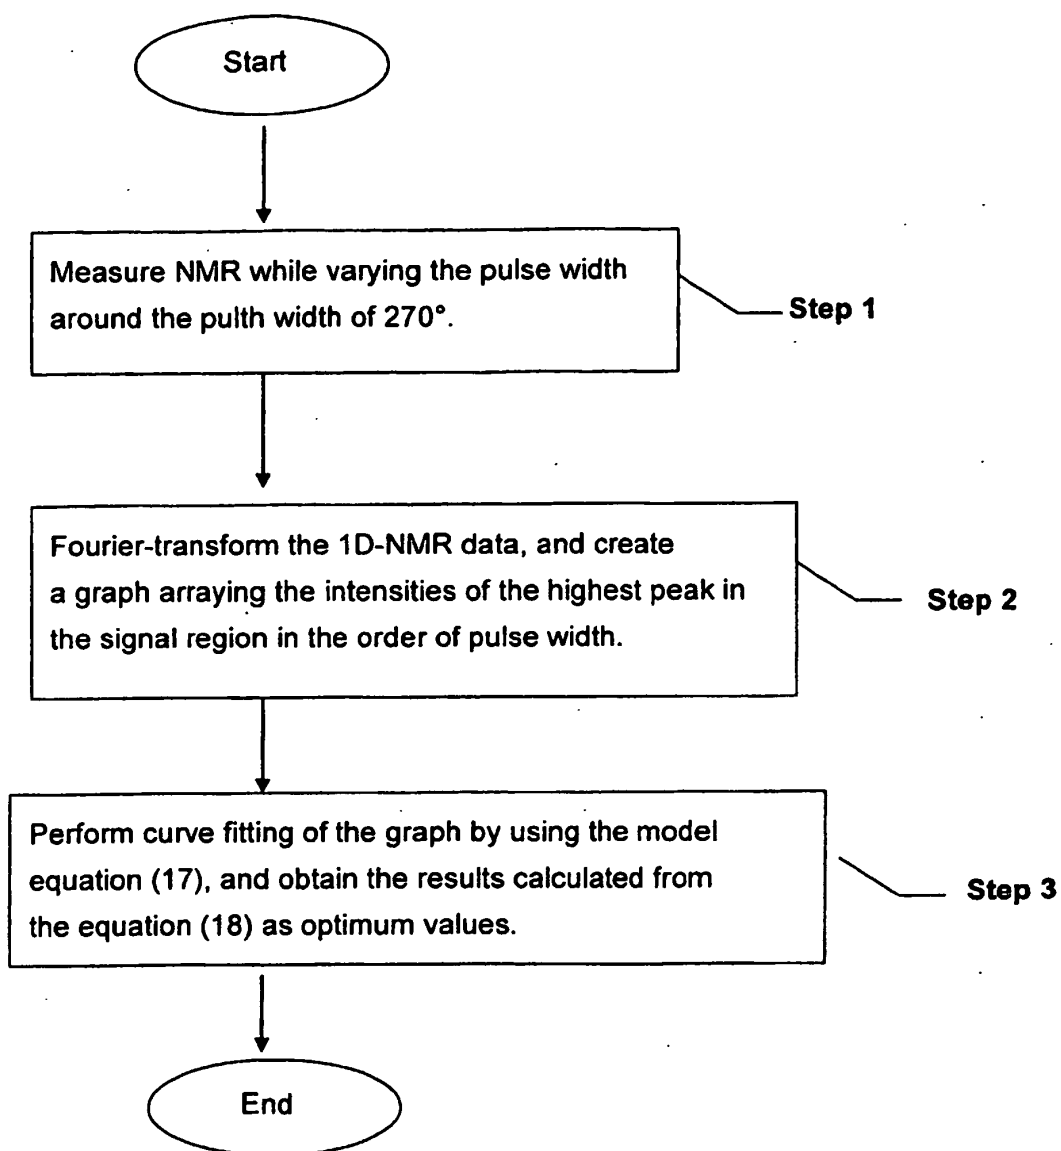 Start
Measure NMR while varying the pulse width
around the pulth width of 270°.
Step 1
Fourier-transform the 1D-NMR data, and create
a graph arraying the intensities of the highest peak in
the signal region in the order of pulse width.
Step 2
Perform curve fitting of the graph by using the model
equation (17), and obtain the results calculated from
the equation (18) as optimum values.
Step 3
End